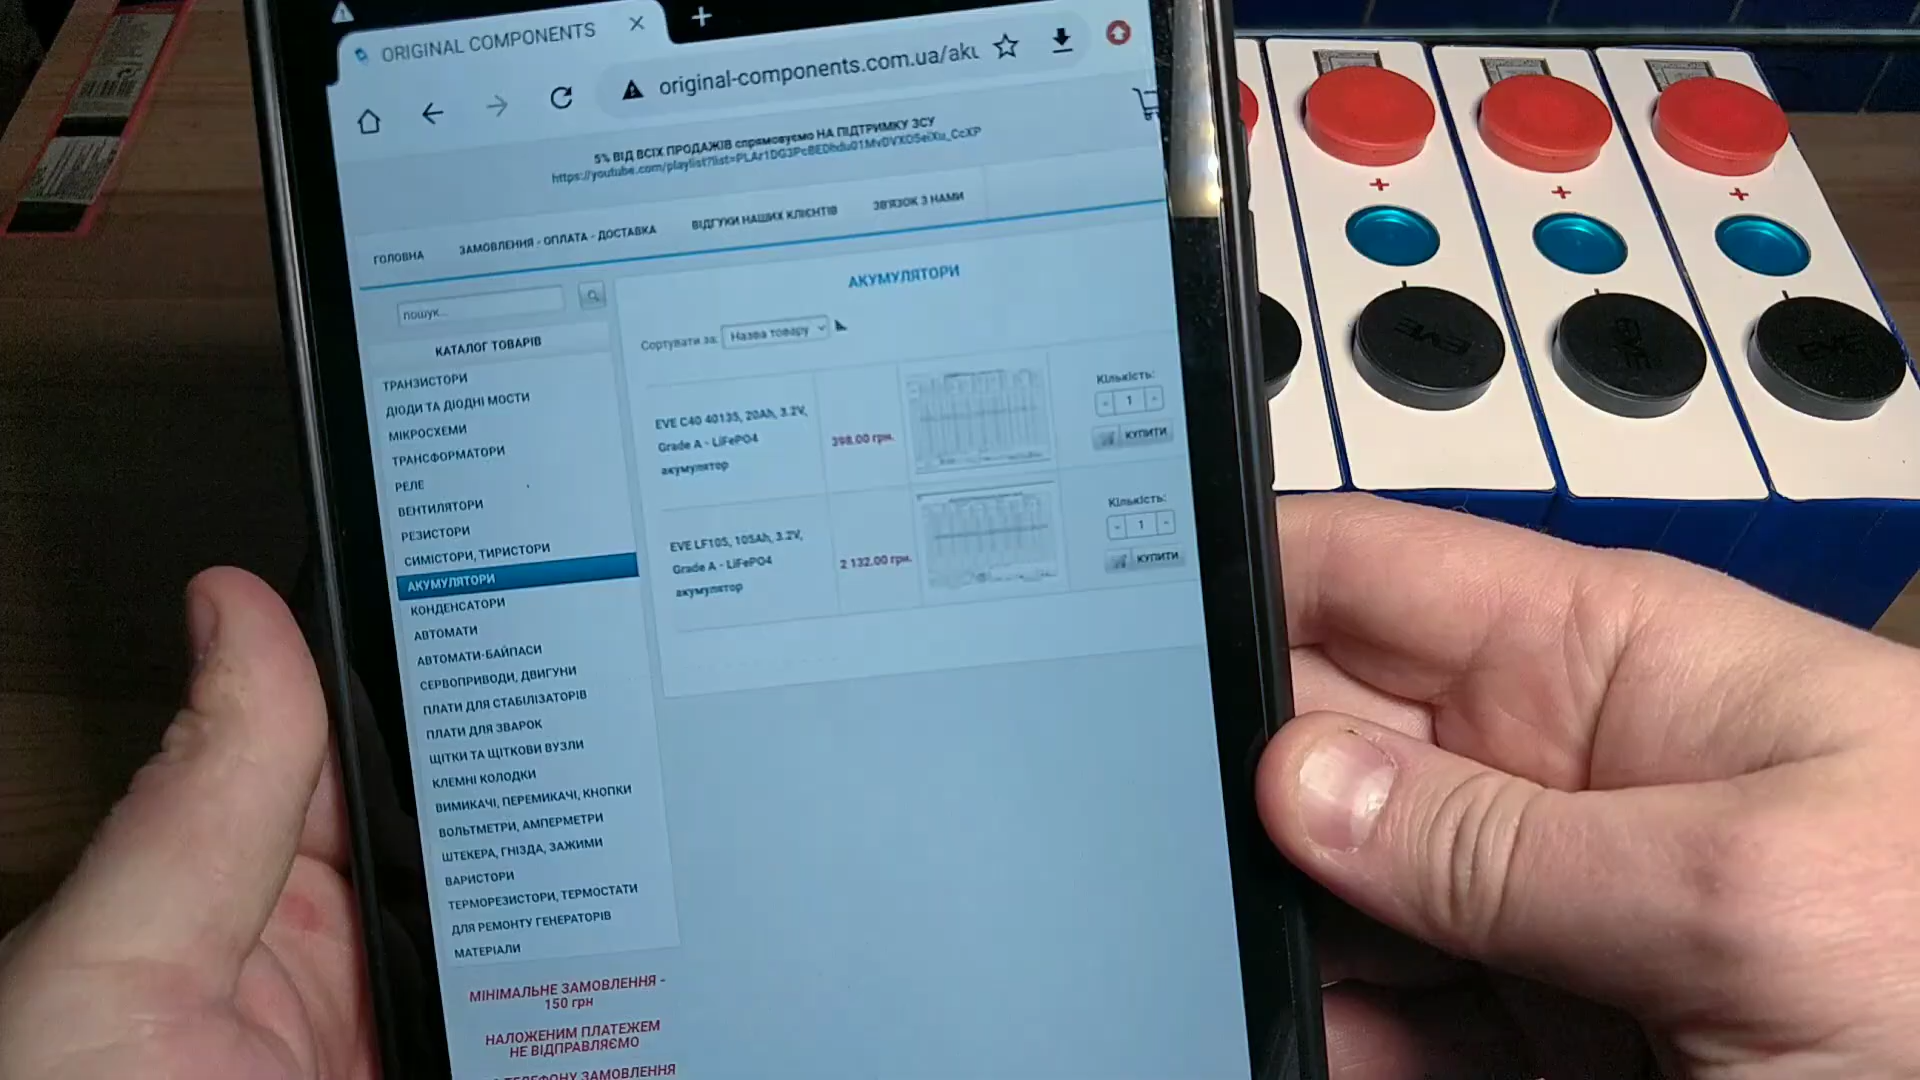 ORIGINAL COMPONENTS
original-components.com.ua/aku
5% ВІД ВСІХ ПРОДАЖІВ спрямовуємо НА ПІДТРИМКУ ЗСУ
ГОЛОВНА
ЗАМОВЛЕННЯ - ОПЛАТА - ДОСТАВКА
ВІДГУКИ НАШИХ КЛІЄНТІВ
ЗВ'ЯЗОК З НАМИ
пошук...
АКУМУЛЯТОРИ
Сортувати за: Назва товару
КАТАЛОГ ТОВАРІВ
ТРАНЗИСТОРИ
ДІОДИ ТА ДІОДНІ МОСТИ
МІКРОСХЕМИ
ТРАНСФОРМАТОРИ
РЕЛЕ
ВЕНТИЛЯТОРИ
РЕЗИСТОРИ
СИМІСТОРИ, ТИРИСТОРИ
АКУМУЛЯТОРИ
КОНДЕНСАТОРИ
АВТОМАТИ
АВТОМАТИ-БАЙПАСИ
СЕРВОПРИВОДИ, ДВИГУНИ
ПЛАТИ ДЛЯ СТАБІЛІЗАТОРІВ
ПЛАТИ ДЛЯ ЗВАРОК
ЩІТКИ ТА ЩІТКОВИ ВУЗЛИ
КЛЕМНІ КОЛОДКИ
ВИМИКАЧІ, ПЕРЕМИКАЧІ, КНОПКИ
ВОЛЬТМЕТРИ, АМПЕРМЕТРИ
ШТЕКЕРА, ГНІЗДА, ЗАЖИМИ
ВАРИСТОРИ
ТЕРМОРЕЗИСТОРИ, ТЕРМОСТАТИ
ДЛЯ РЕМОНТУ ГЕНЕРАТОРІВ
МАТЕРІАЛИ
МІНІМАЛЬНЕ ЗАМОВЛЕННЯ -
150 грн
НАЛОЖЕНИМ ПЛАТЕЖЕМ
НЕ ВІДПРАВЛЯЄМО
ТЕЛЕФОНУ ЗАМОВЛЕННЯ
EVE C40 40135, 20Ah, 3.2V,
Grade A - LiFePO4
акумулятор
398.00 грн.
Кількість:
1
КУПИТИ
EVE LF105, 105Ah, 3.2V,
Grade A - LiFePO4
акумулятор
2 132.00 грн.
Кількість:
1
КУПИТИ
+
+
+
EVE
EVE